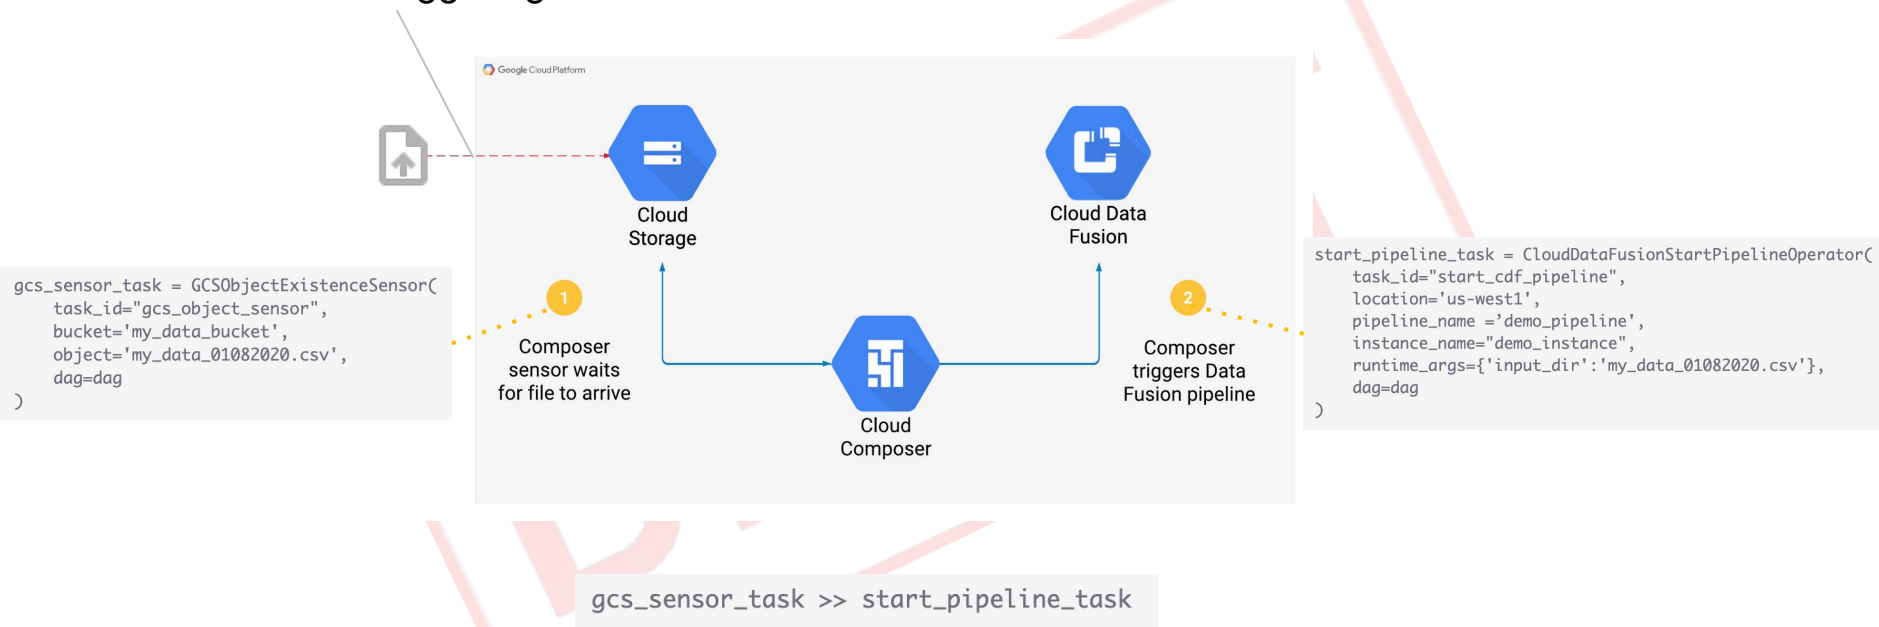 Google Cloud Platform
Cloud
Storage
Cloud Data
Fusion
gcs_sensor_task = GCSObjectExistenceSensor(
    task_id="gcs_object_sensor",
    bucket='my_data_bucket',
    object='my_data_01082020.csv',
    dag=dag
)
1
Composer
sensor waits
for file to arrive
Cloud
Composer
2
Composer
triggers Data
Fusion pipeline
start_pipeline_task = CloudDataFusionStartPipelineOperator(
    task_id="start_cdf_pipeline",
    location='us-west1',
    pipeline_name =’demo_pipeline',
    instance_name="demo_instance",
    runtime_args={'input_dir':'my_data_01082020.csv'},
    dag=dag
)
gcs_sensor_task >> start_pipeline_task